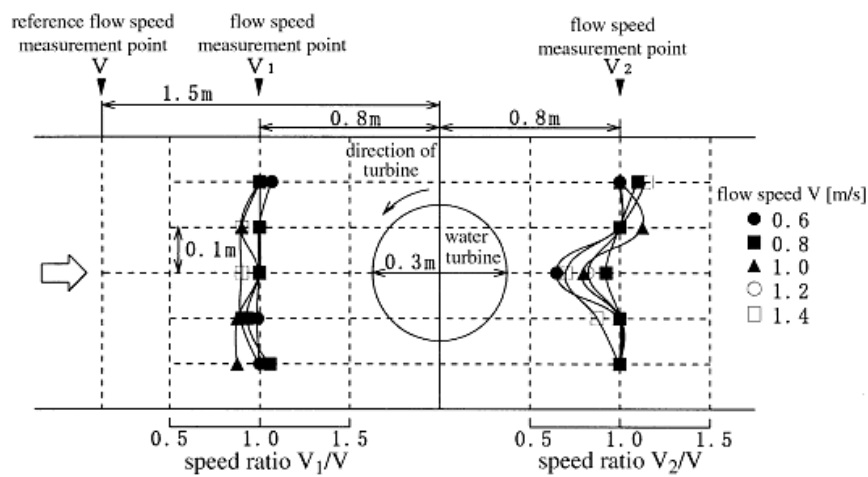 reference flow speed
measurement point
V
flow speed
measurement point
V₁
flow speed
measurement point
V₂
1.5m
0.8m
0.8m
direction of
turbine
0.1m
0.3m
water
turbine
flow speed V [m/s]
0.6
0.8
1.0
1.2
1.4
0.5 1.0 1.5
speed ratio V₁/V
0.5 1.0 1.5
speed ratio V₂/V